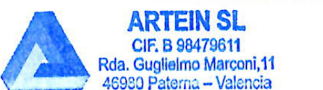 ARTEIN SL
CIF. B 98479611
Rda. Guglielmo Marconi,11
46980 Paterna – Valencia